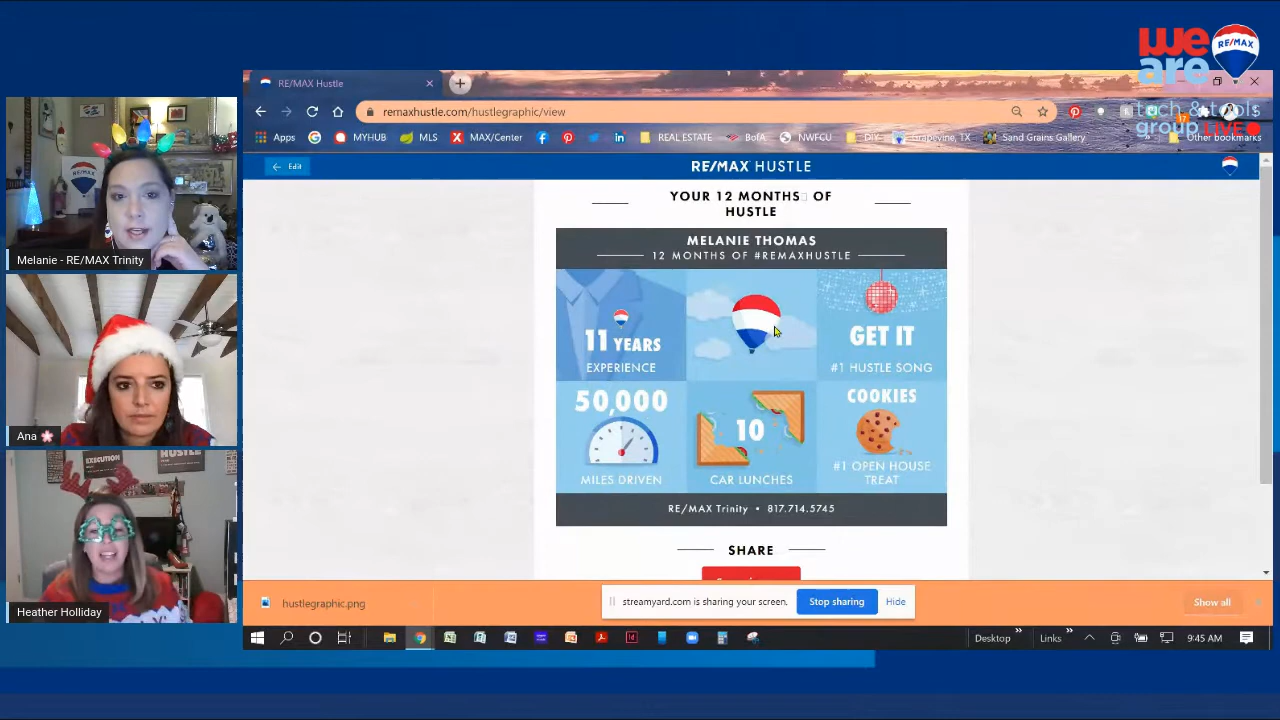 we are
RE/MAX
tech & tools
group LIVE
RE/MAX Hustle
remaxhustle.com/hustlegraphic/view
Apps
MYHUB
MLS
MAX/Center
REAL ESTATE
BofA
NWFCU
DIY
Grapevine, TX
Sand Grains Gallery
Other bookmarks
Edit
RE/MAX HUSTLE
YOUR 12 MONTHS OF
HUSTLE
MELANIE THOMAS
12 MONTHS OF #REMAXHUSTLE
11 YEARS
EXPERIENCE
GET IT
#1 HUSTLE SONG
50,000
MILES DRIVEN
10
CAR LUNCHES
COOKIES
#1 OPEN HOUSE
TREAT
RE/MAX Trinity • 817.714.5745
SHARE
hustlegraphic.png
streamyard.com is sharing your screen.
Stop sharing
Hide
Show all
Desktop
Links
9:45 AM
RE/MAX
Melanie - RE/MAX Trinity
Ana
EXECUTION
HUSTLE
Heather Holliday